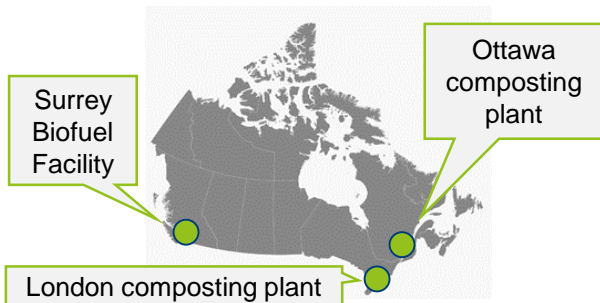 Surrey
Biofuel
Facility
Ottawa
composting
plant
London composting plant